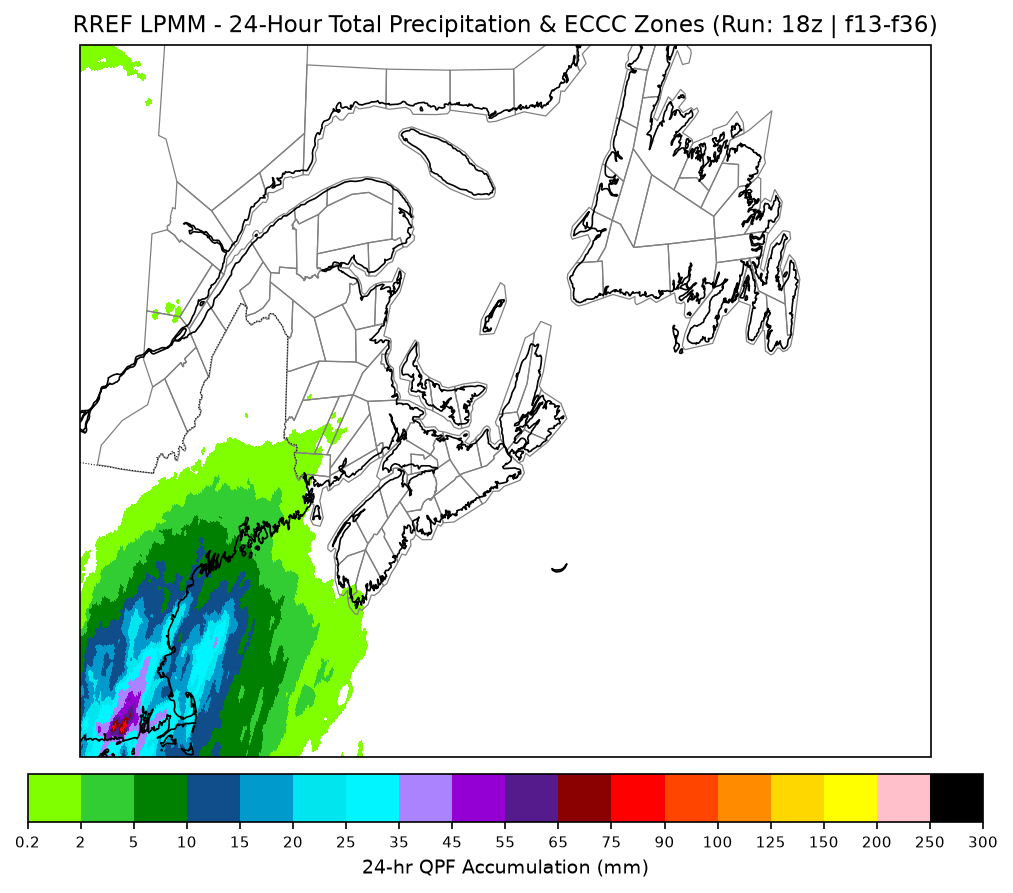 RREF LPMM - 24-Hour Total Precipitation & ECCC Zones (Run: 18z | f13-f36)
0.2 2 5 10 15 20 25 35 45 55 65 75 85 90 100 125 150 200 250 300
24-hr QPF Accumulation (mm)